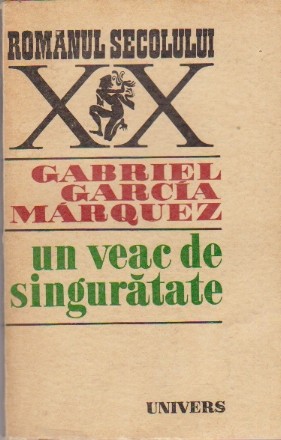 ROMANUL SECOLULUI
XX
GABRIEL
GARCÍA
MÁRQUEZ
un veac de
singurătate
UNIVERS